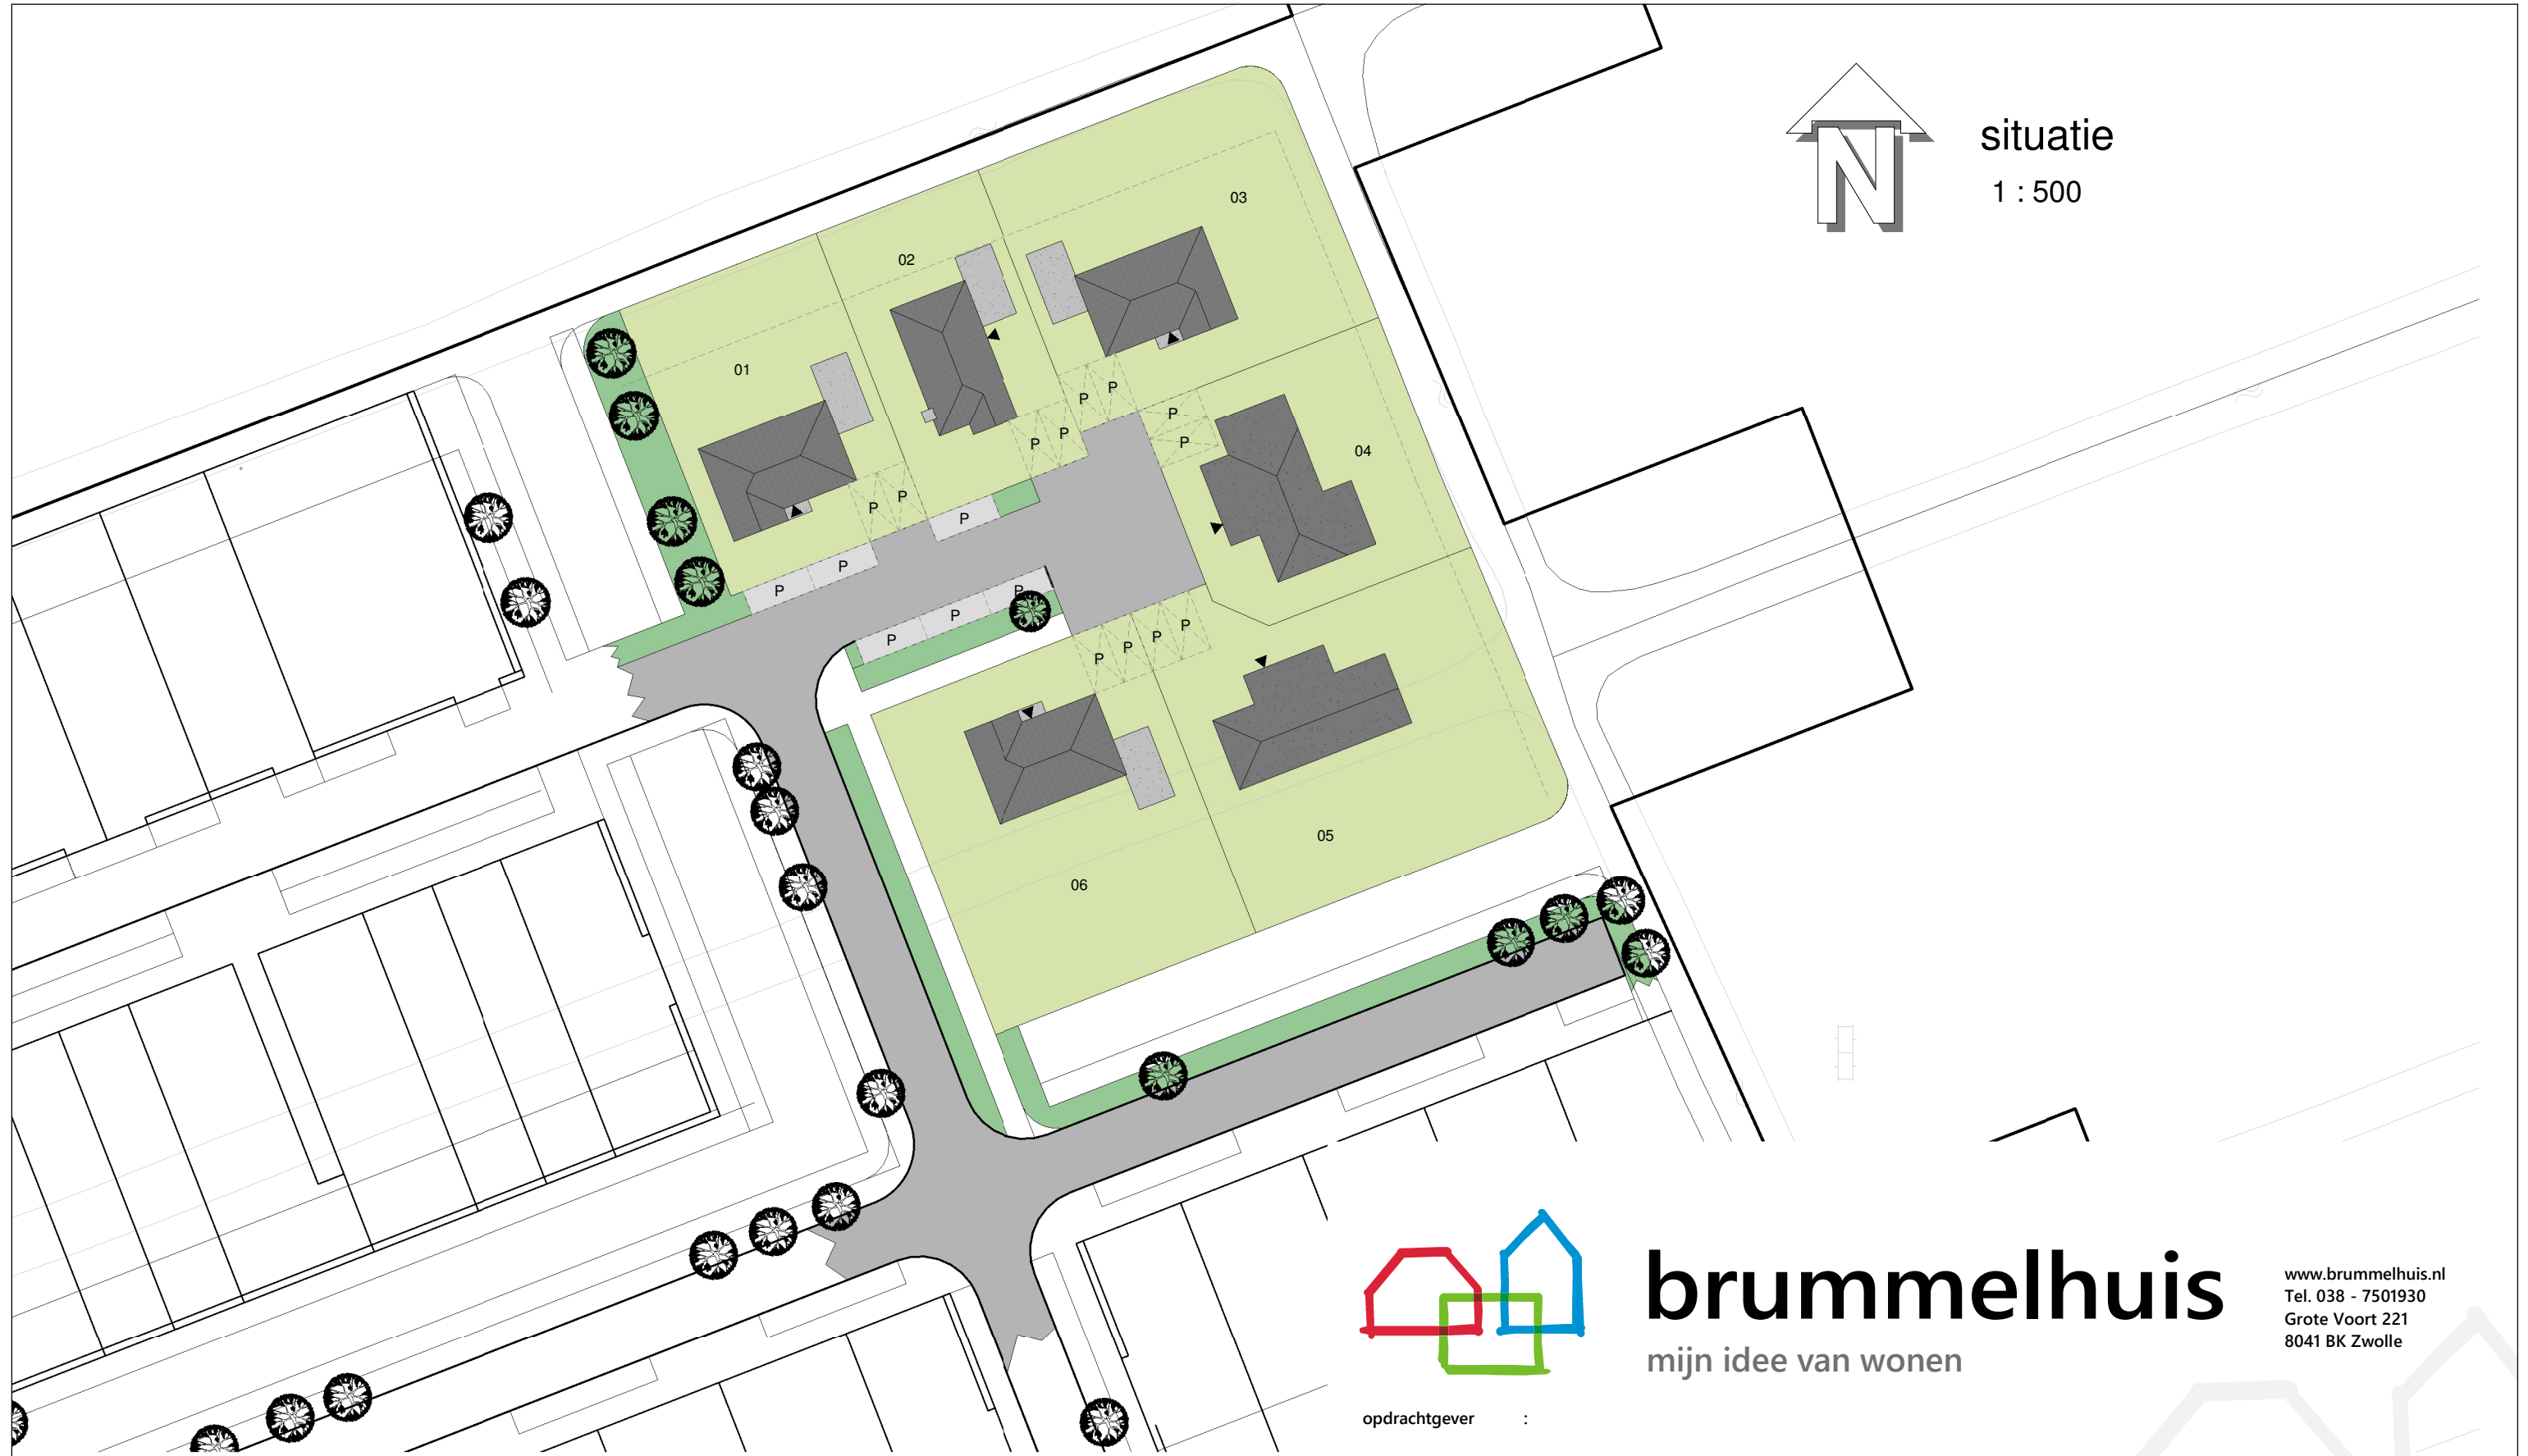 N
situatie
1 : 500
03
02
01
04
P P
P
P P
P
P P
P
P
P
P
P
P
P
P
P
P
P
05
06
brummelhuis
mijn idee van wonen
www.brummelhuis.nl
Tel. 038 - 7501930
Grote Voort 221
8041 BK Zwolle
opdrachtgever :